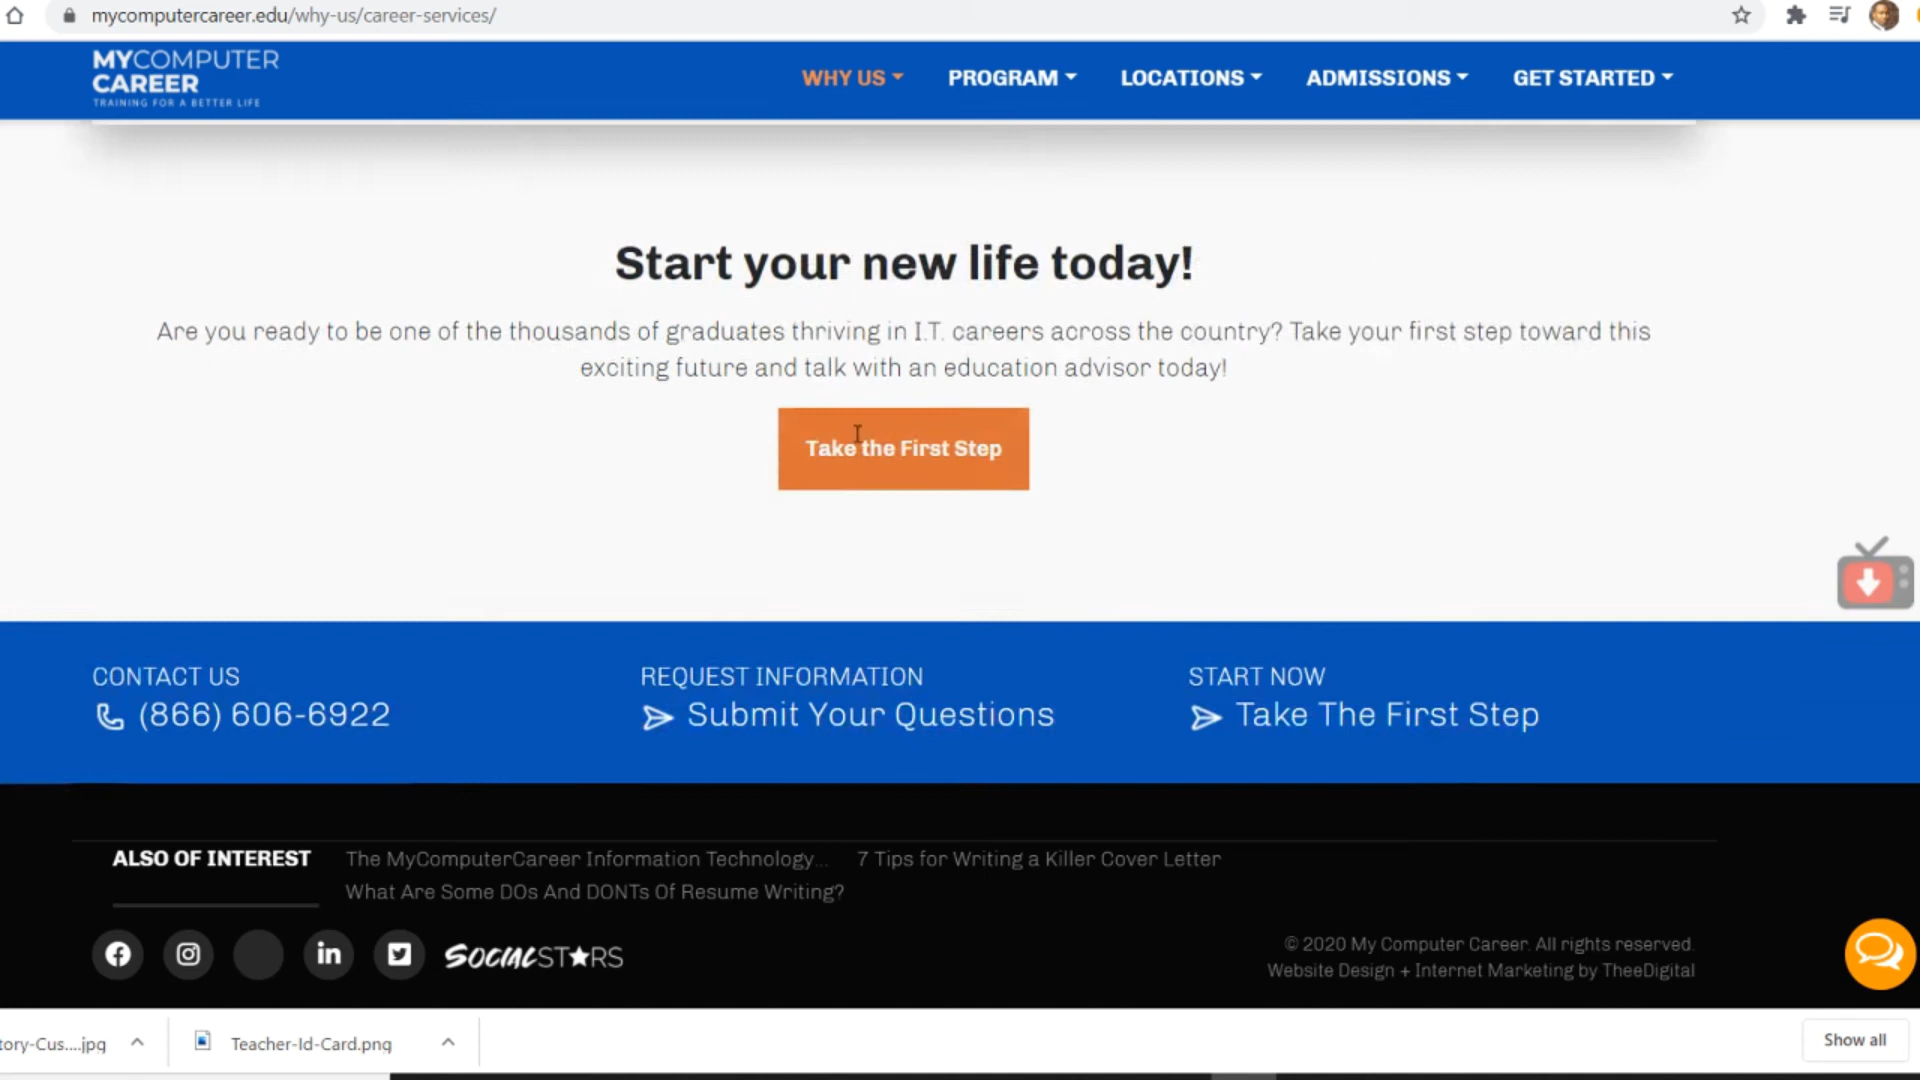 mycomputercareer.edu/why-us/career-services/
MYCOMPUTER
CAREER
TRAINING FOR A BETTER LIFE
WHY US
PROGRAM
LOCATIONS
ADMISSIONS
GET STARTED
Start your new life today!
Are you ready to be one of the thousands of graduates thriving in I.T. careers across the country? Take your first step toward this
exciting future and talk with an education advisor today!
Take the First Step
CONTACT US
(866) 606-6922
REQUEST INFORMATION
Submit Your Questions
START NOW
Take The First Step
ALSO OF INTEREST
The MyComputerCareer Information Technology...
7 Tips for Writing a Killer Cover Letter
What Are Some DOs And DONTs Of Resume Writing?
SOCIALST★RS
© 2020 My Computer Career. All rights reserved.
Website Design + Internet Marketing by TheeDigital
tory-Cus....jpg
Teacher-Id-Card.png
Show all